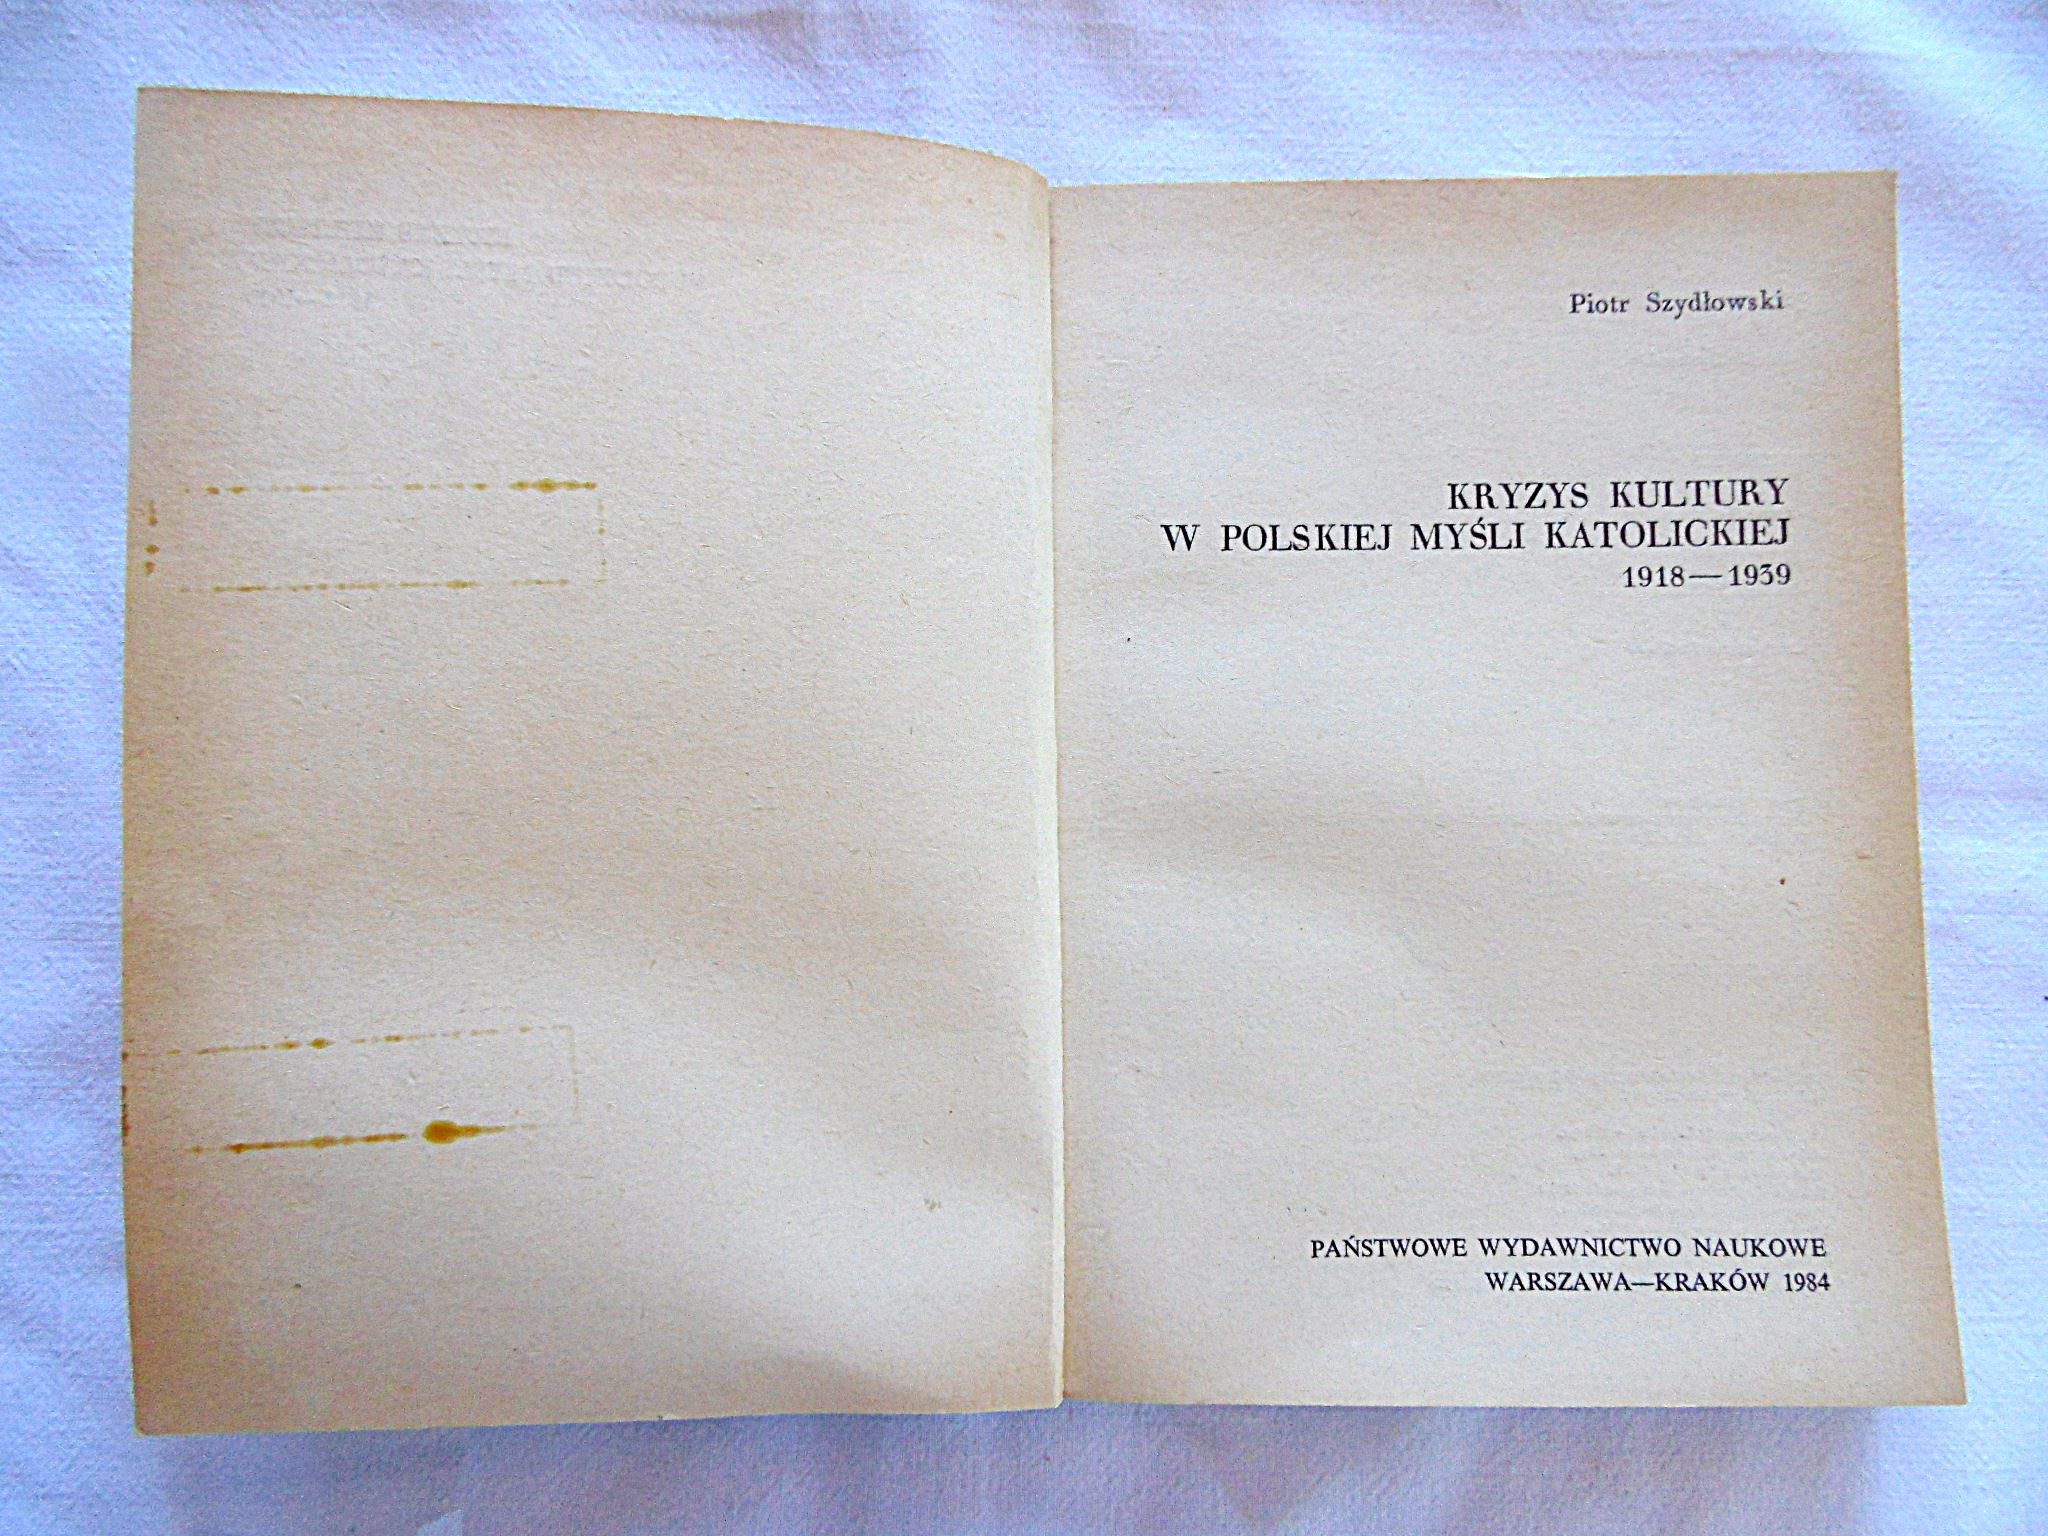 Piotr Szydłowski
KRYZYS KULTURY
W POLSKIEJ MYŚLI KATOLICKIEJ
1918—1939
PAŃSTWOWE WYDAWNICTWO NAUKOWE
WARSZAWA—KRAKÓW 1984